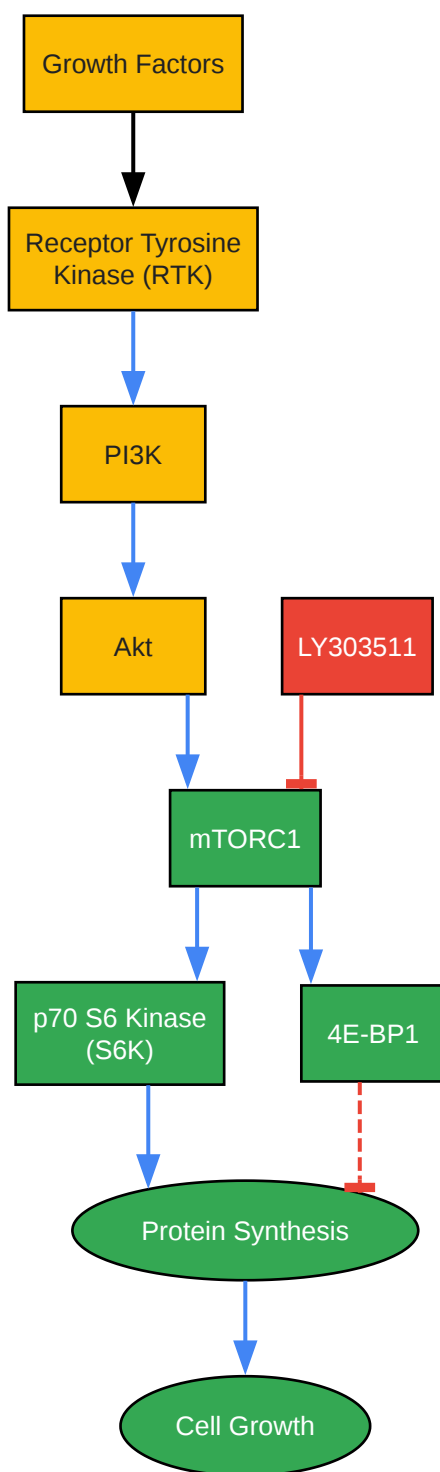 Growth Factors
Receptor Tyrosine
Kinase (RTK)
PI3K
Akt
LY303511
mTORC1
p70 S6 Kinase
(S6K)
4E-BP1
Protein Synthesis
Cell Growth